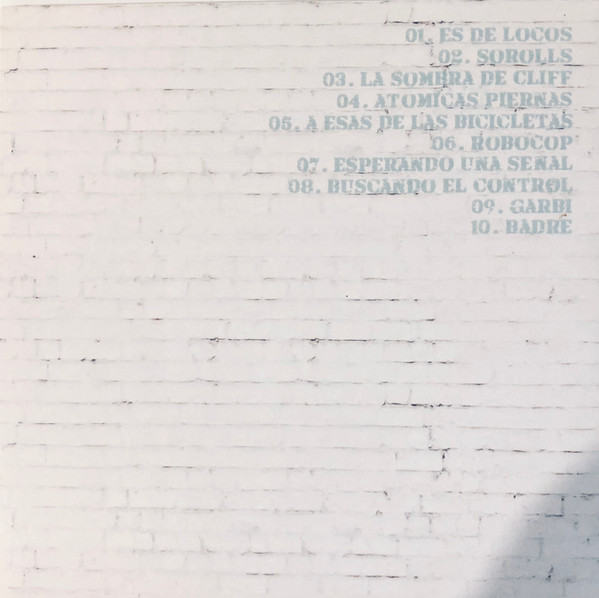 01. ES DE LOCOS
02. SOROLLS
03. LA SOMBRA DE CLIFF
04. ATOMICAS PIERNAS
05. A ESAS DE LAS BICICLETAS
06. ROBOCOP
07. ESPERANDO UNA SEÑAL
08. BUSCANDO EL CONTROL
09. GARBI
10. BADRE